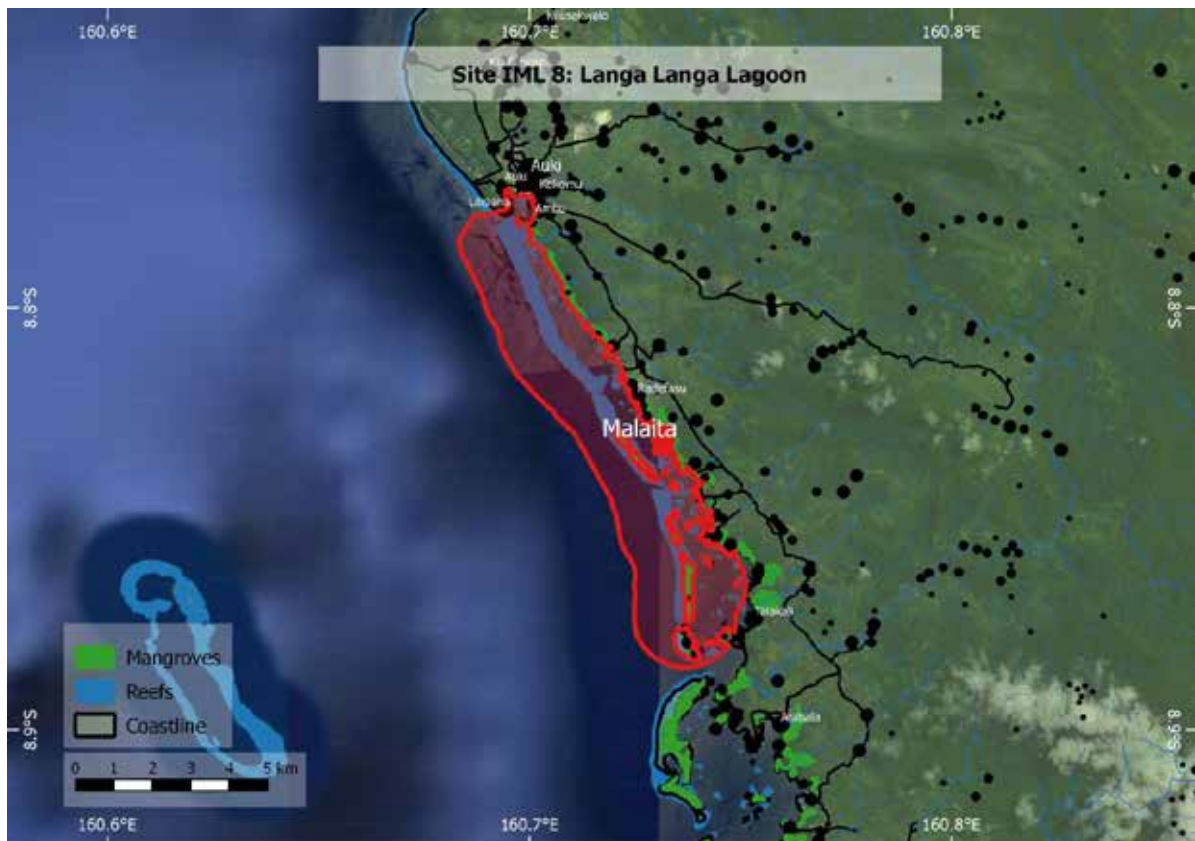 160.6°E
160.7°E
160.8°E
Site IML 8: Langa Langa Lagoon
Auki
Auki
8.8°S
8.8°S
Radefasu
Malaita
Mangroves
Reefs
Coastline
8.9°S
8.9°S
0 1 2 3 4 5 km
160.6°E
160.7°E
160.8°E